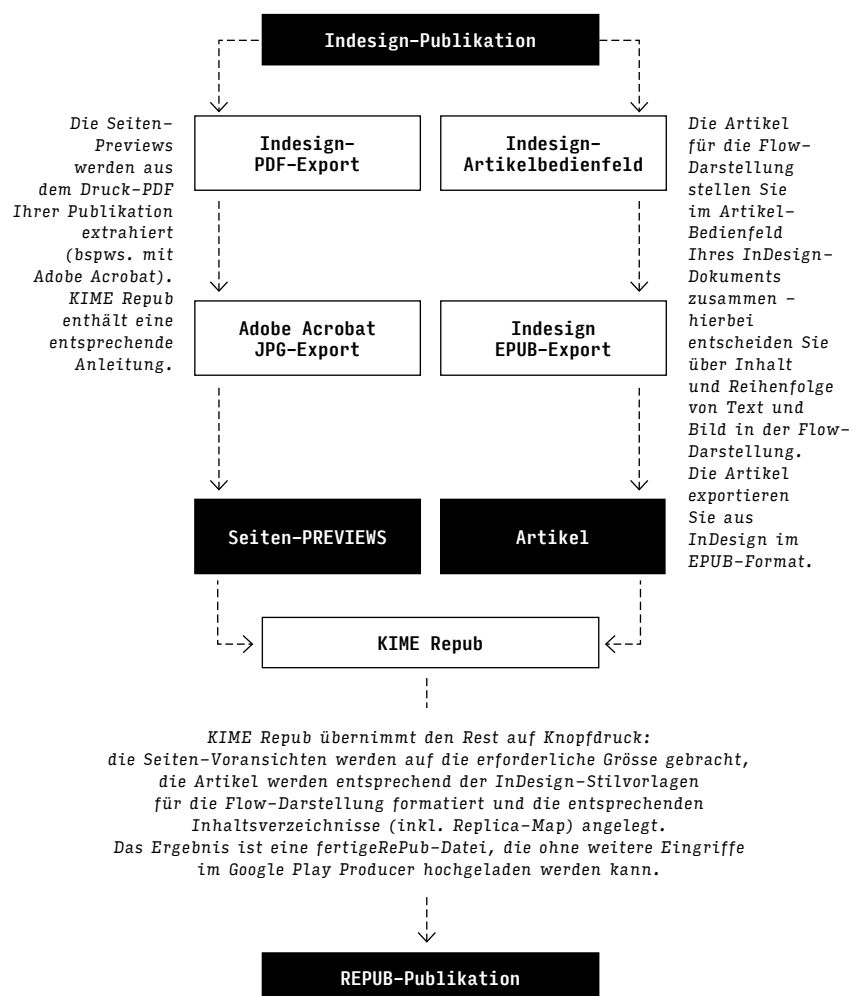 Indesign-Publikation
Die Seiten-
Previews
werden aus
dem Druck-PDF
Ihrer Publikation
extrahiert
(bspws. mit
Adobe Acrobat).
KIME Repub
enthält eine
entsprechende
Anleitung.
Indesign-
PDF-Export
Indesign-
Artikelbedienfeld
Die Artikel
für die Flow-
Darstellung
stellen Sie
im Artikel-
Bedienfeld
Ihres InDesign-
Dokuments
zusammen –
hierbei
entscheiden Sie
über Inhalt
und Reihenfolge
von Text und
Bild in der Flow-
Darstellung.
Die Artikel
exportieren
Sie aus
InDesign im
EPUB-Format.
Adobe Acrobat
JPG-Export
Indesign
EPUB-Export
Seiten-PREVIEWS
Artikel
KIME Repub
KIME Repub übernimmt den Rest auf Knopfdruck:
die Seiten-Voransichten werden auf die erforderliche Grösse gebracht,
die Artikel werden entsprechend der InDesign-Stilvorlagen
für die Flow-Darstellung formatiert und die entsprechenden
Inhaltsverzeichnisse (inkl. Replica-Map) angelegt.
Das Ergebnis ist eine fertigeRePub-Datei, die ohne weitere Eingriffe
im Google Play Producer hochgeladen werden kann.
REPUB-Publikation